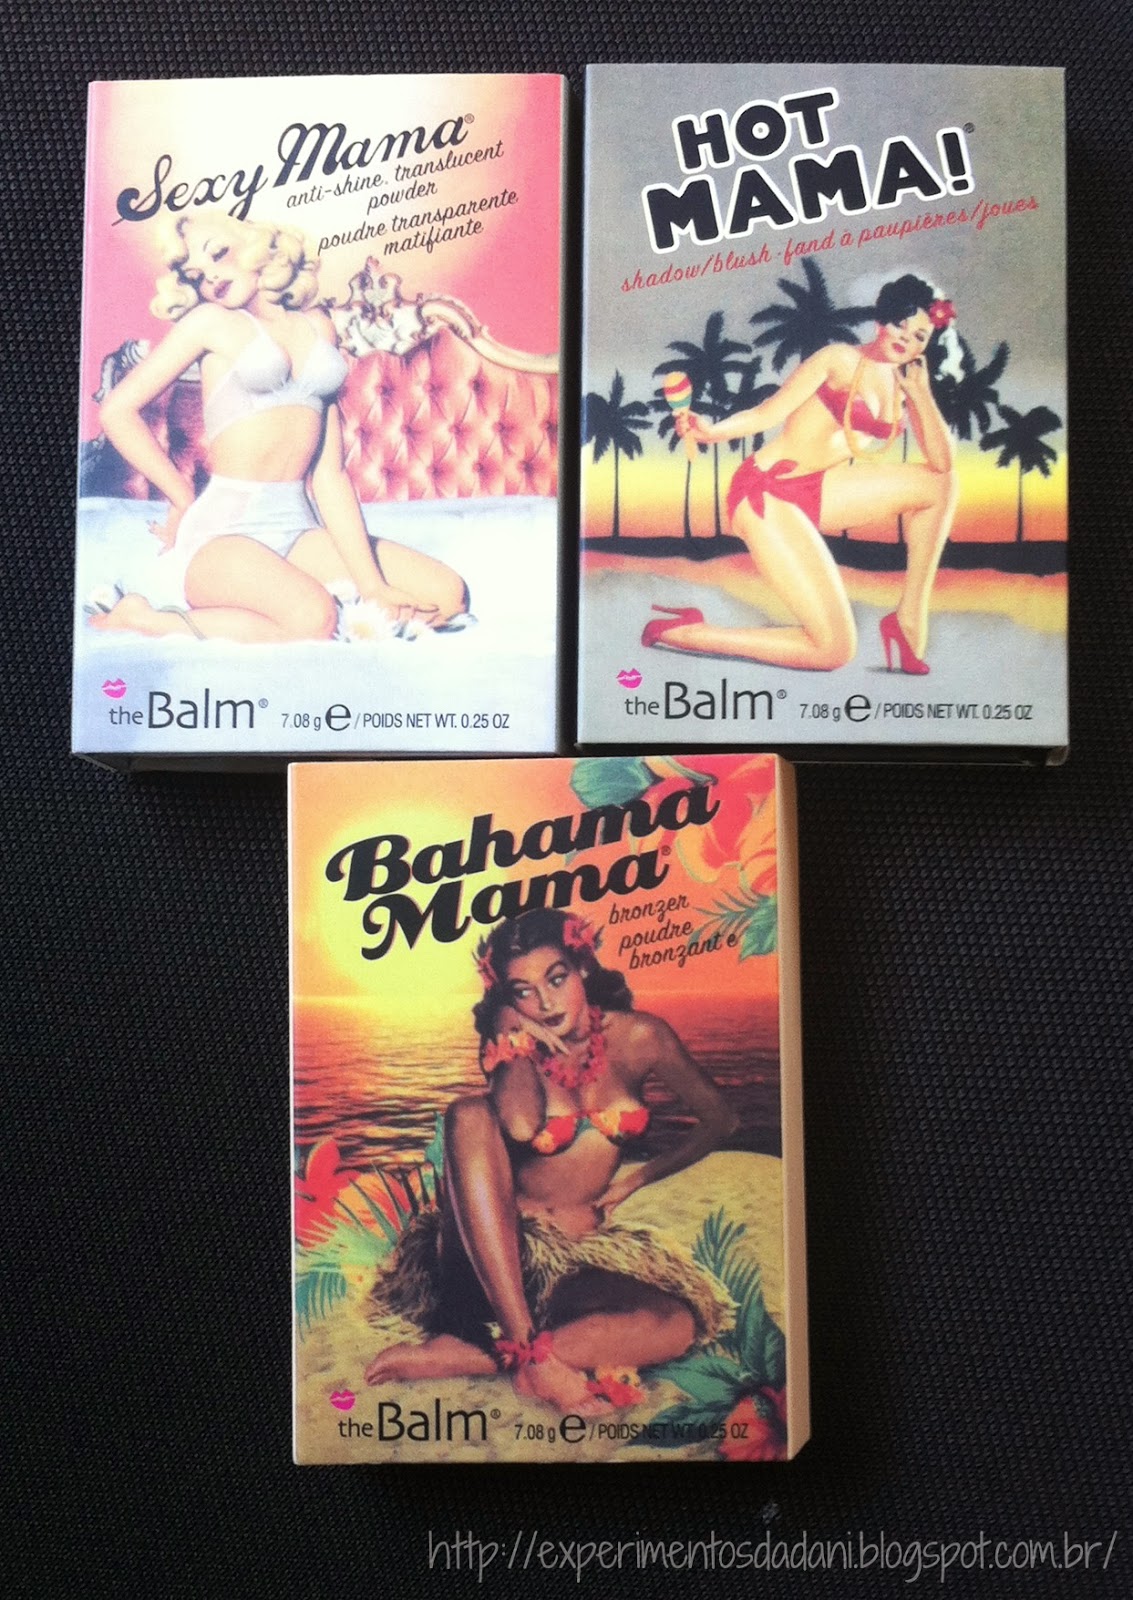 Sexy Mama®
anti-shine. translucent
powder
poudre transparente
matifiante
theBalm® 7.08 g e / POIDS NET WT. 0.25 OZ
HOT
MAMA!®
shadow/blush · fand à paupières/joues
theBalm® 7.08 g e / POIDS NET WT. 0.25 OZ
Bahama
Mama®
bronzer
poudre
bronzant e
theBalm® 7.08 g e / POIDS NET WT. 0.25 OZ
http://experimentosdadani.blogspot.com.br/